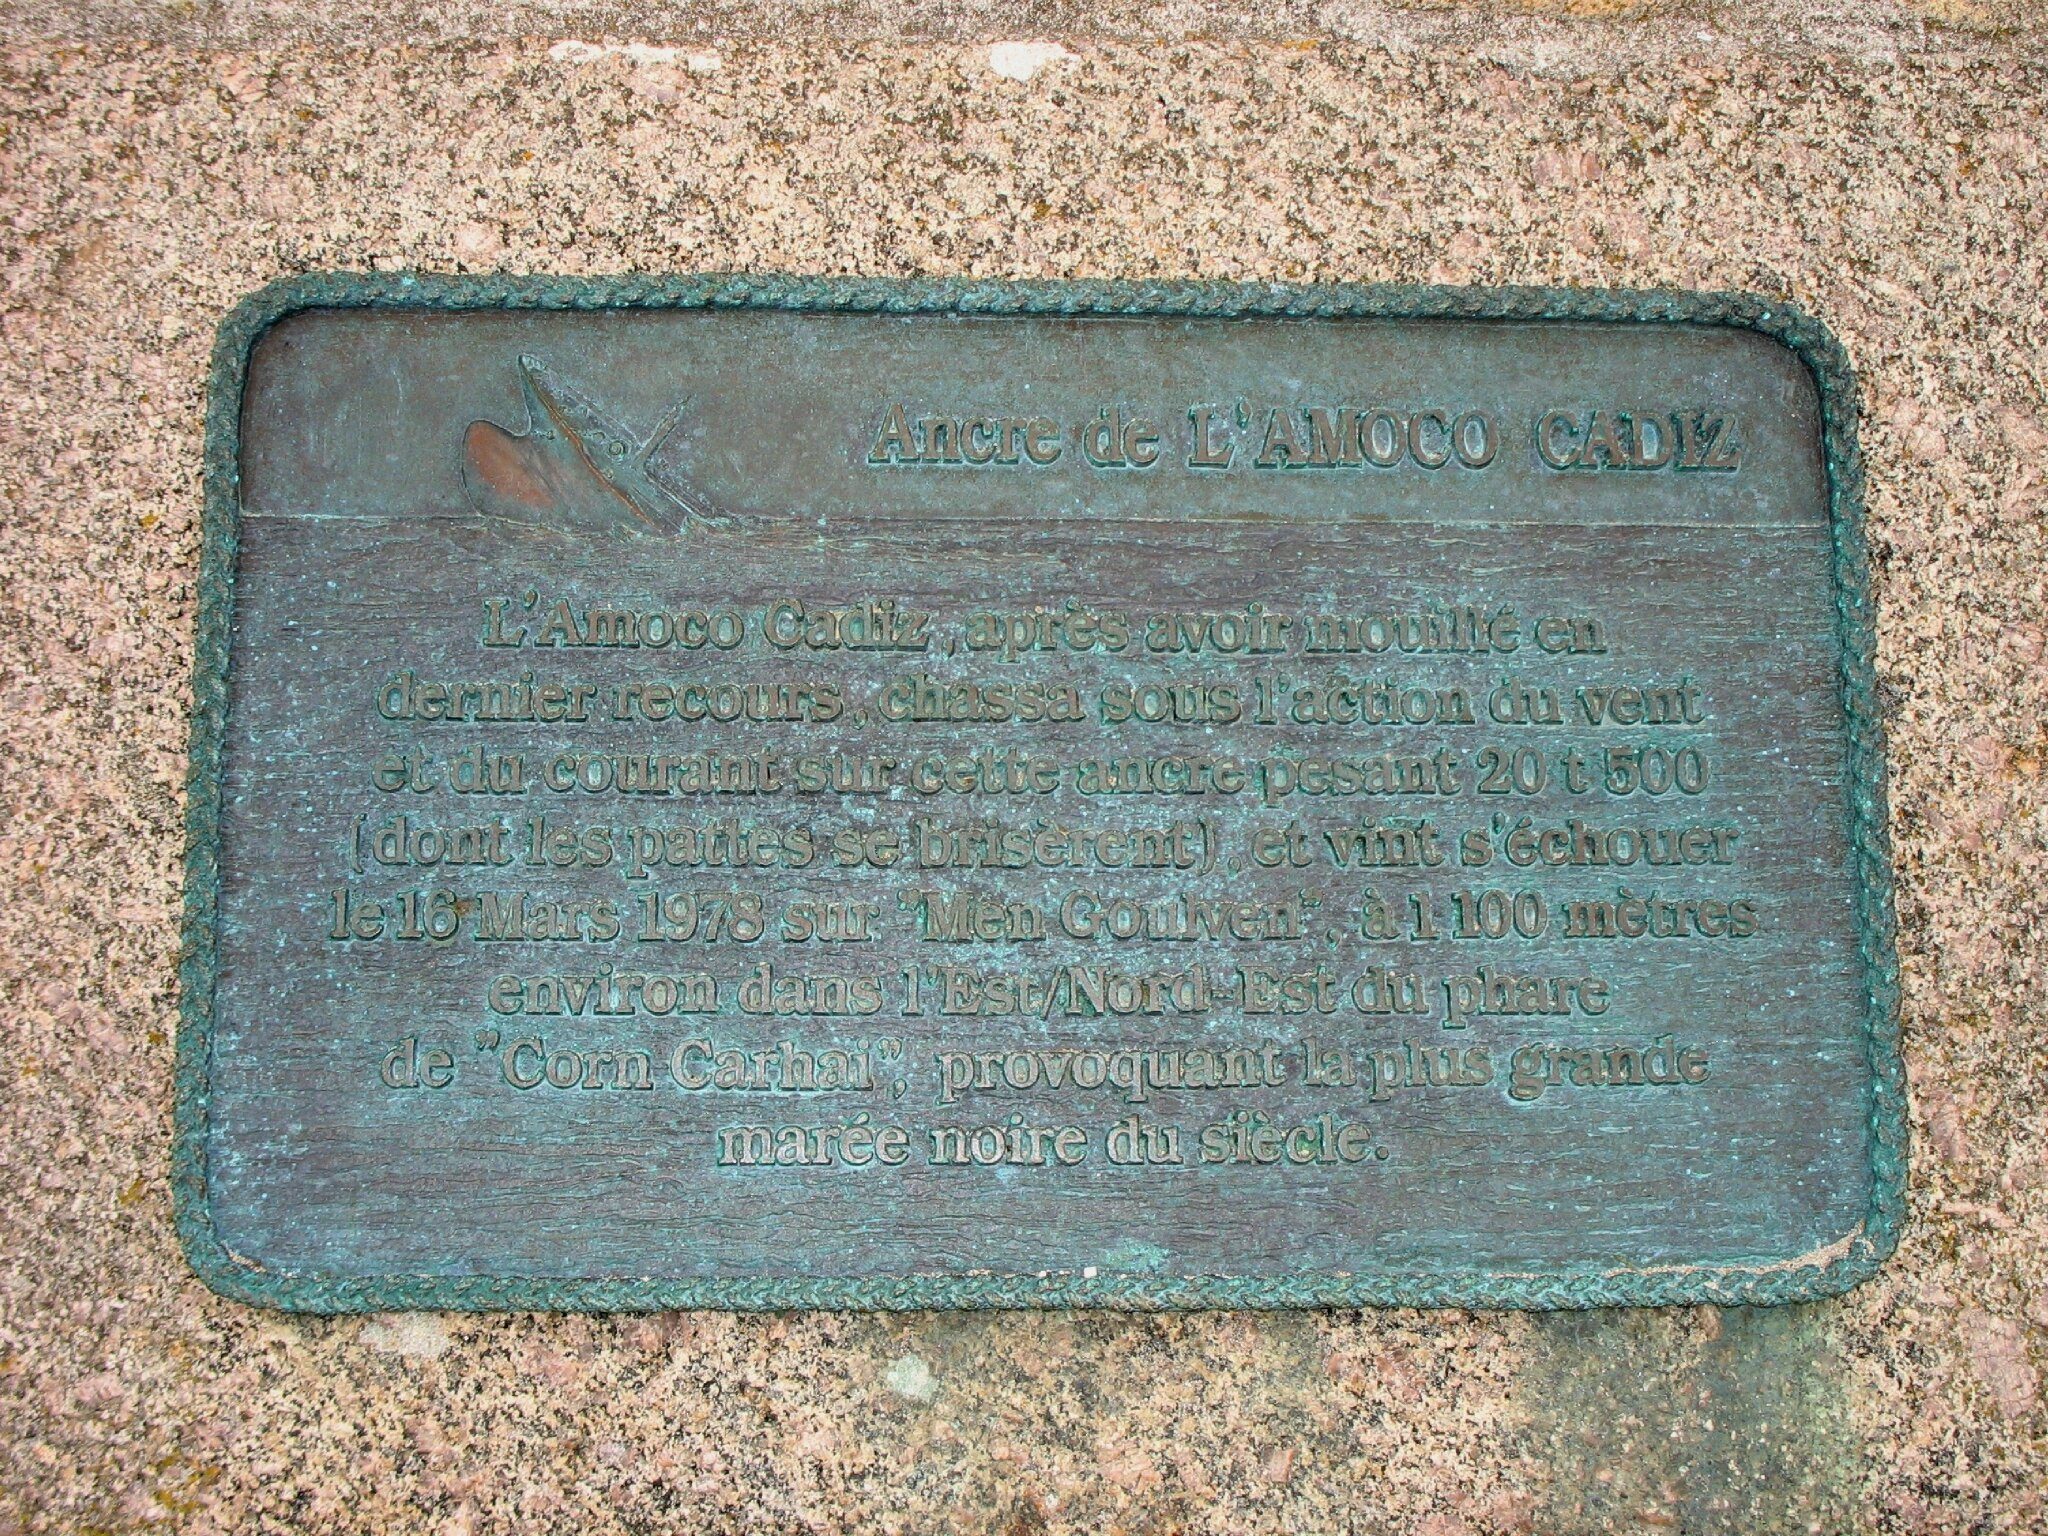 Ancre de L'AMOCO CADIZ
L'Amoco Cadiz, après avoir mouillé en
dernier recours, chassa sous l'action du vent
et du courant sur cette ancre pesant 20 t 500
(dont les pattes se brisèrent), et vint s'échouer
le 16 Mars 1978 sur "Men Goulven", à 1 100 mètres
environ dans l'Est/Nord-Est du phare
de "Corn Carhai", provoquant la plus grande
marée noire du siècle.